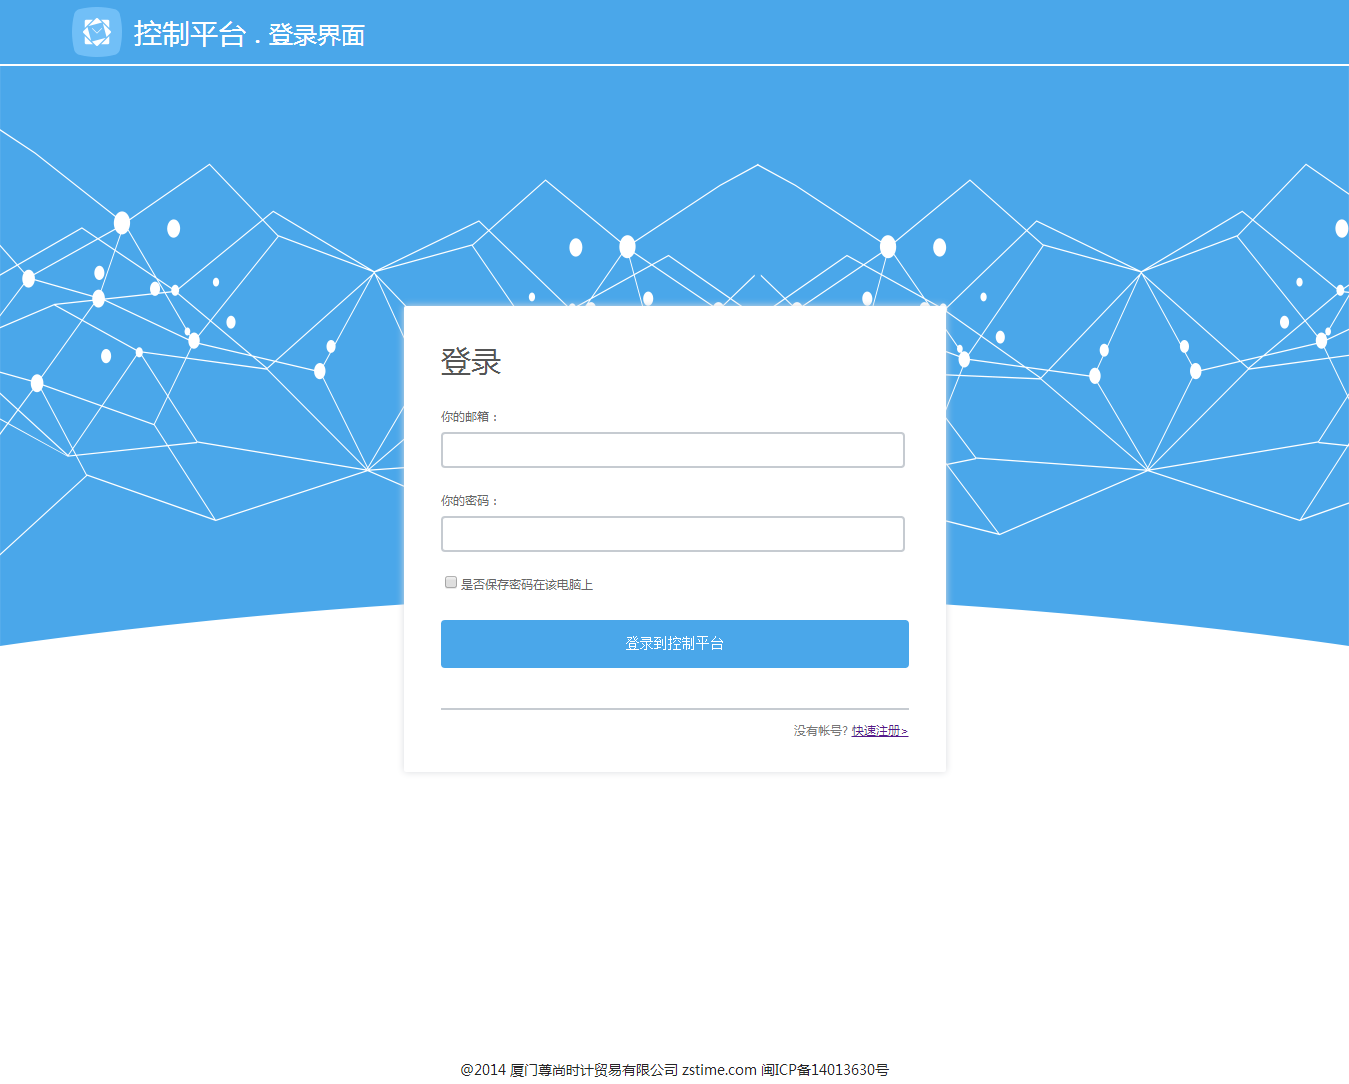 控制平台 . 登录界面
登录
你的邮箱：
你的密码：
是否保存密码在该电脑上
登录到控制平台
没有帐号? 快速注册>
@2014 厦门尊尚时计贸易有限公司 zstime.com 闽ICP备14013630号